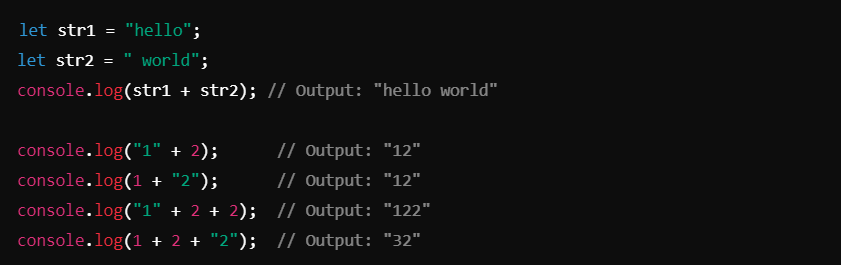 let str1 = "hello";
let str2 = " world";
console.log(str1 + str2); // Output: "hello world"

console.log("1" + 2);      // Output: "12"
console.log(1 + "2");      // Output: "12"
console.log("1" + 2 + 2);  // Output: "122"
console.log(1 + 2 + "2");  // Output: "32"